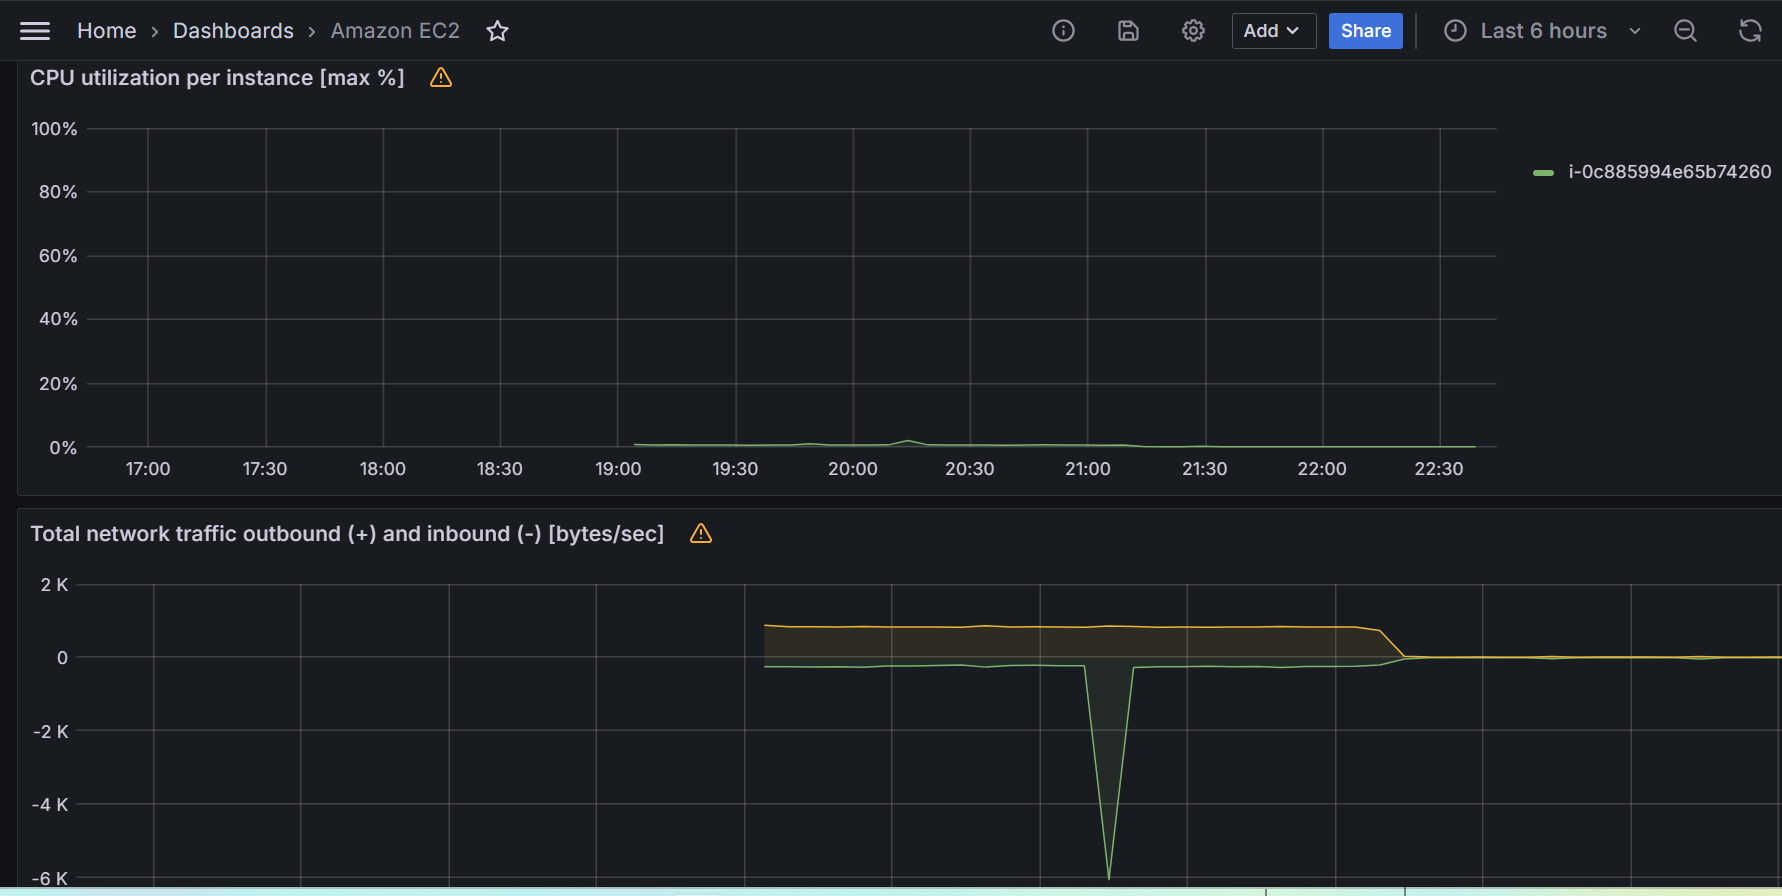 Home › Dashboards › Amazon EC2 Add Share Last 6 hours
CPU utilization per instance [max %]
100%
80%
60%
40%
20%
0%
17:00 17:30 18:00 18:30 19:00 19:30 20:00 20:30 21:00 21:30 22:00 22:30
i-0c885994e65b74260
Total network traffic outbound (+) and inbound (-) [bytes/sec]
2 K
0
-2 K
-4 K
-6 K